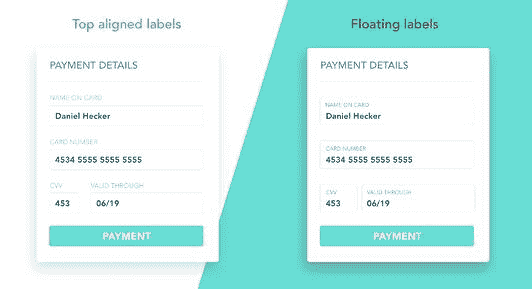 Top aligned labels
PAYMENT DETAILS
NAME ON CARD
Daniel Hecker
CARD NUMBER
4534 5555 5555 5555
CVV VALID THROUGH
453 06/19
PAYMENT
Floating labels
PAYMENT DETAILS
NAME ON CARD
Daniel Hecker
CARD NUMBER
4534 5555 5555 5555
CVV VALID THROUGH
453 06/19
PAYMENT